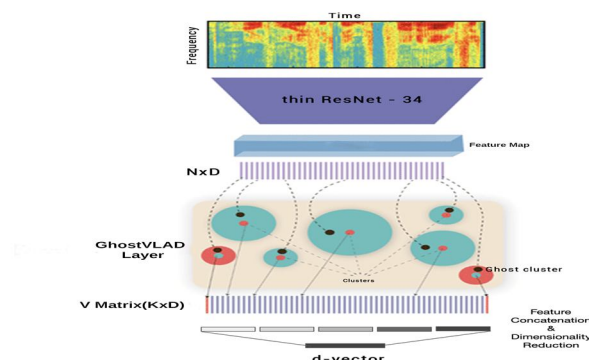 Time
Frequency
thin ResNet - 34
Feature Map
NxD
GhostVLAD
Layer
Ghost cluster
Clusters
V Matrix(KxD)
Feature
Concatenation
&
Dimensionality
Reduction
d-vector